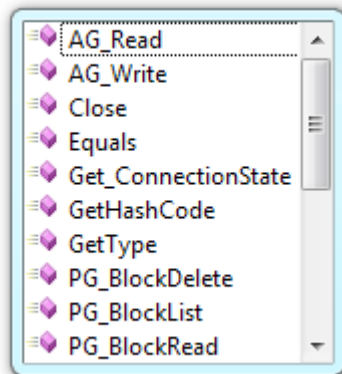 AG_Read
AG_Write
Close
Equals
Get_ConnectionState
GetHashCode
GetType
PG_BlockDelete
PG_BlockList
PG_BlockRead